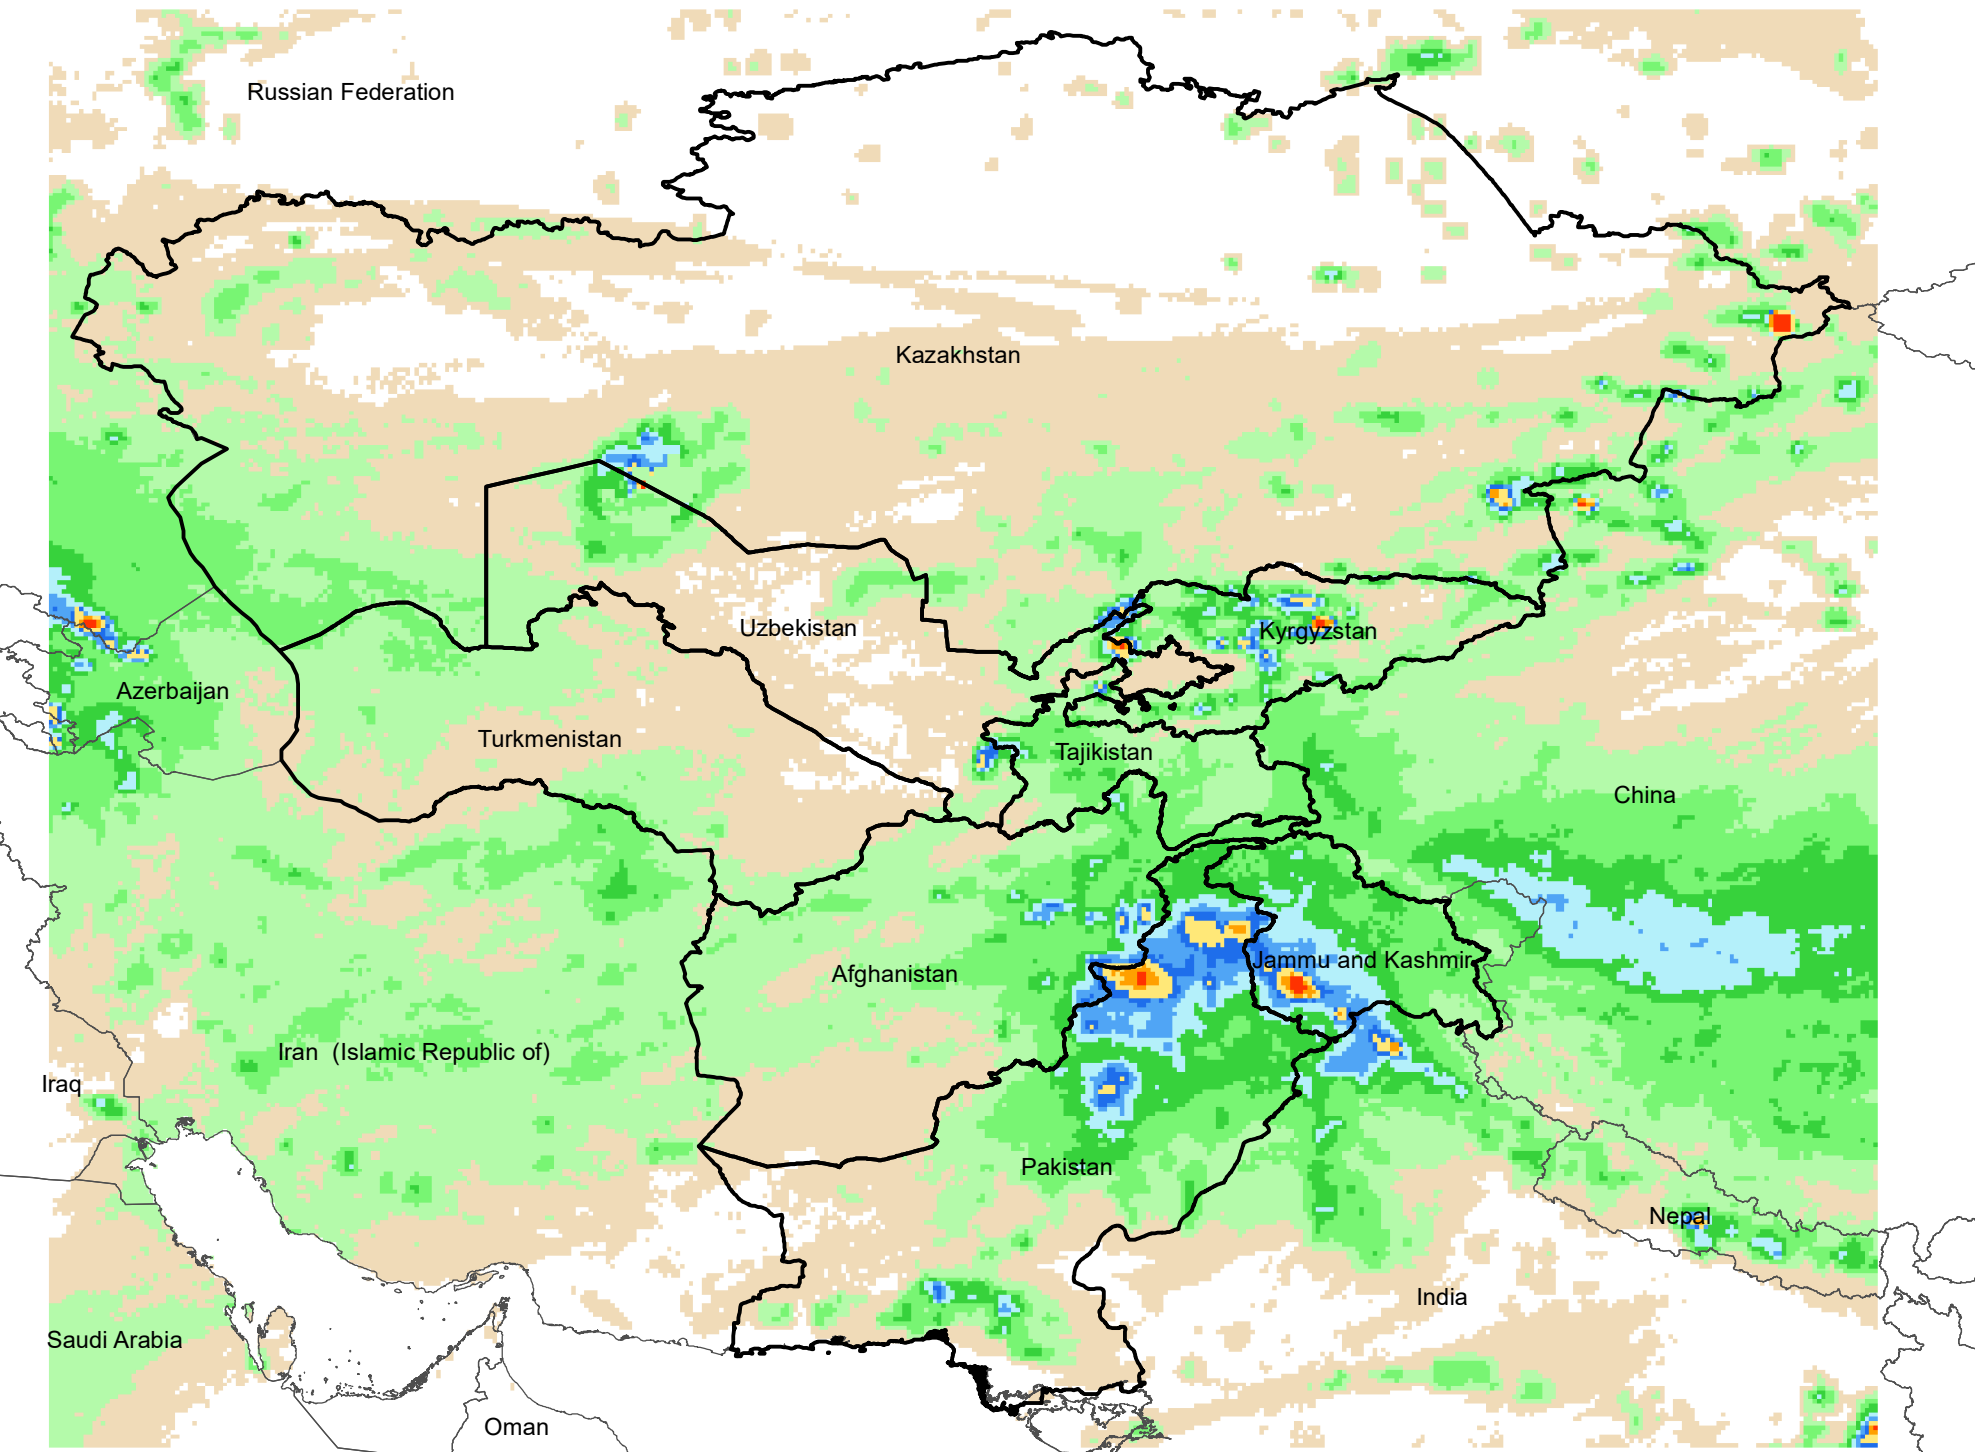 Russian Federation
Kazakhstan
Uzbekistan
Kyrgyzstan
Azerbaijan
Turkmenistan
Tajikistan
China
Afghanistan
Jammu and Kashmir
Iran  (Islamic Republic of)
Iraq
Pakistan
Nepal
India
Saudi Arabia
Oman